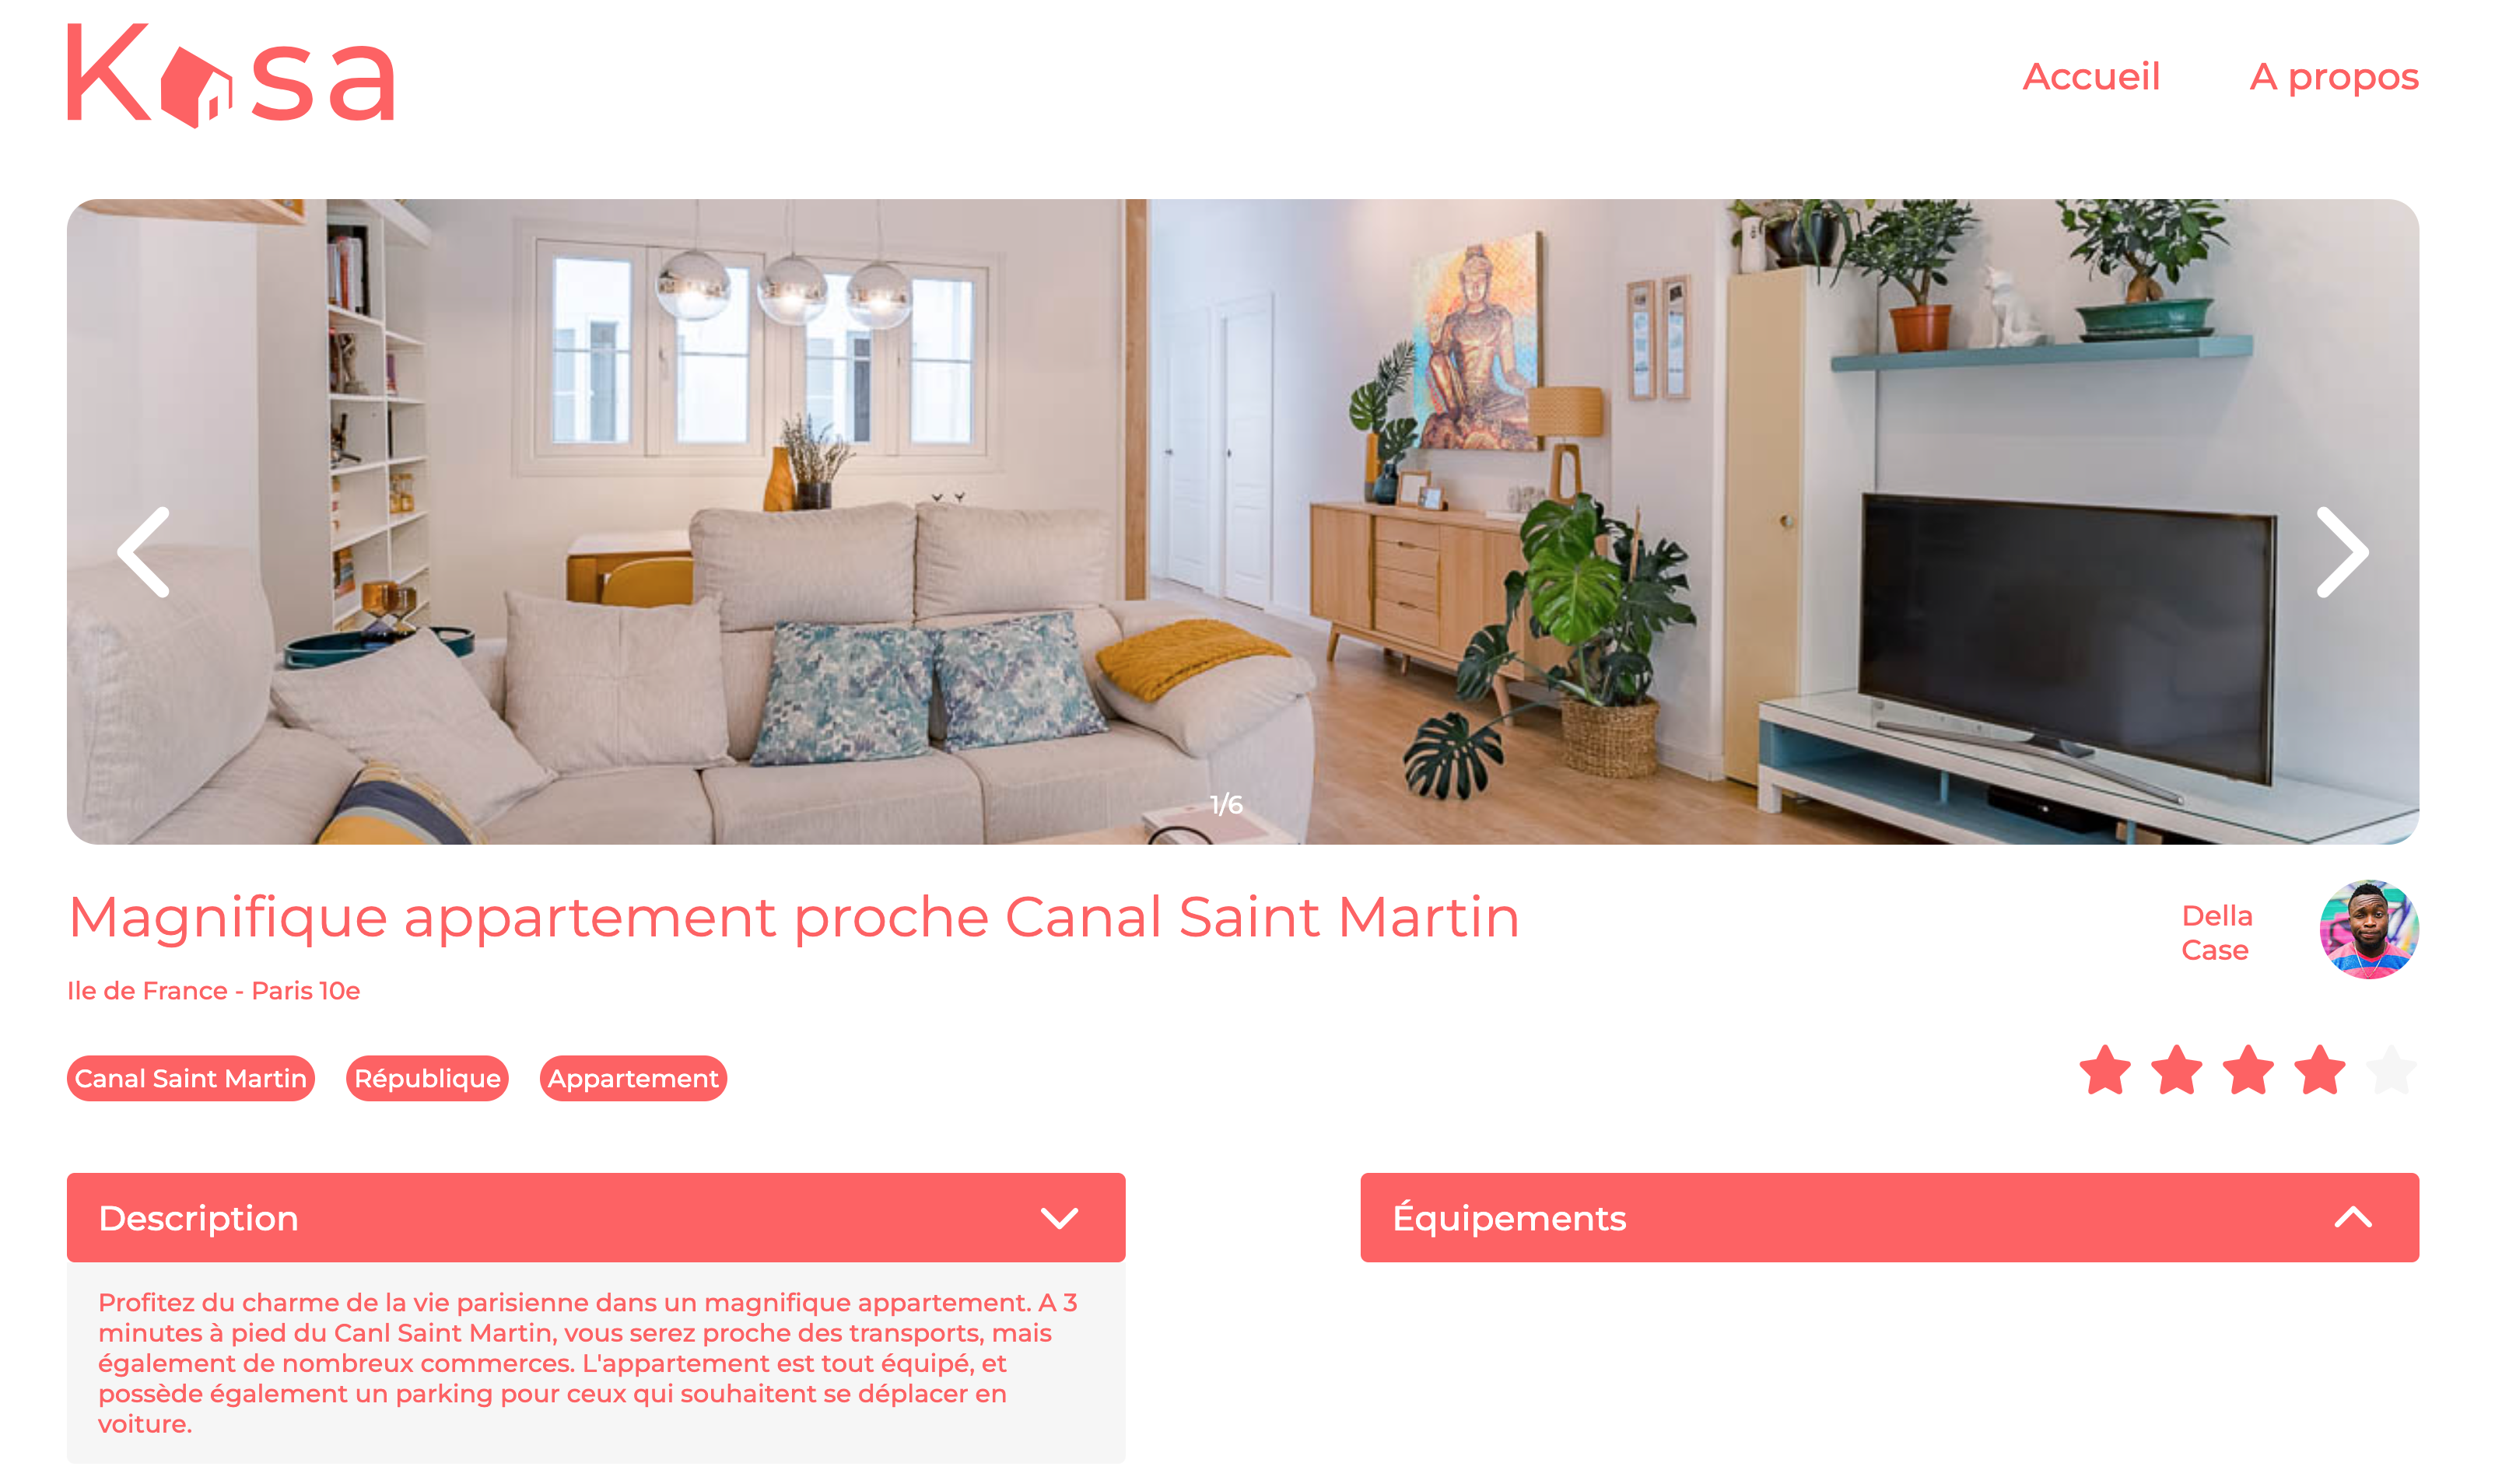 Kasa
Accueil
A propos
1/6
Magnifique appartement proche Canal Saint Martin
Della
Case
Ile de France - Paris 10e
Canal Saint Martin
République
Appartement
Description
Équipements
Profitez du charme de la vie parisienne dans un magnifique appartement. A 3
minutes à pied du Canl Saint Martin, vous serez proche des transports, mais
également de nombreux commerces. L'appartement est tout équipé, et
possède également un parking pour ceux qui souhaitent se déplacer en
voiture.